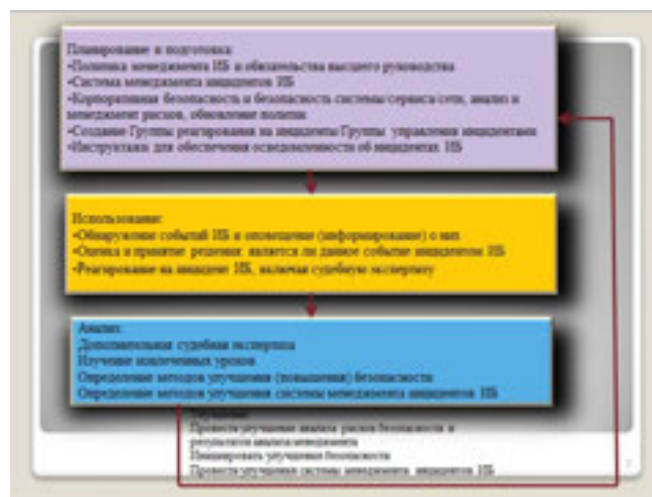 Планирование и подготовка:
•Политика менеджмента ИБ и обязательства высшего руководства
•Система менеджмента инцидентов ИБ
•Корпоративная безопасность и безопасность системы/сервиса/сети, анализ и
менеджмент рисков, обновление политик
•Создание Группы реагирования на инциденты/Группы управления инцидентами
•Инструктажи для обеспечения осведомленности об инцидентах ИБ
Использование:
•Обнаружение событий ИБ и оповещение (информирование) о них
•Оценка и принятие решения: является ли данное событие инцидентом ИБ
•Реагирование на инцидент ИБ, включая судебную экспертизу
Анализ:
Дополнительная судебная экспертиза
Изучение извлеченных уроков
Определение методов улучшения (повышения) безопасности
Определение методов улучшения системы менеджмента инцидентов ИБ
Улучшение:
Провести улучшение анализа рисков безопасности и
результатов анализа менеджмента
Инициировать улучшения безопасности
Провести улучшения системы менеджмента инцидентов ИБ